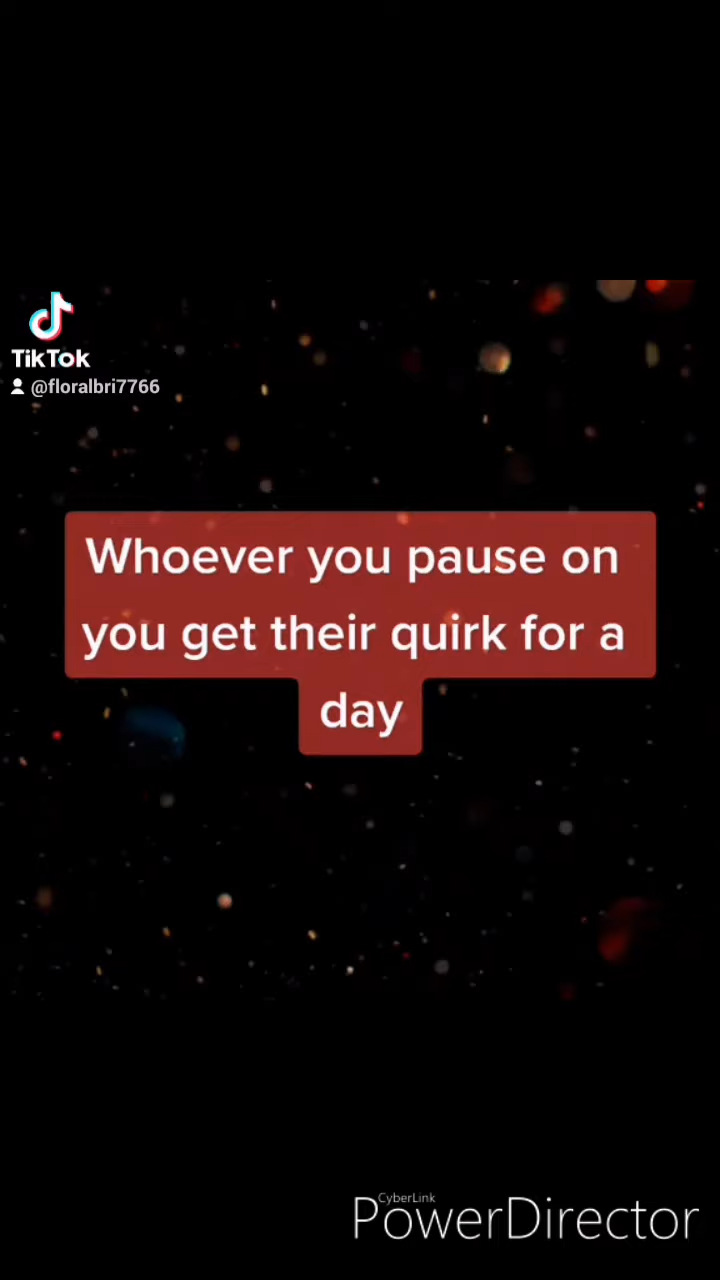 TikTok
@floralbri7766
Whoever you pause on
you get their quirk for a
day
CyberLink
PowerDirector